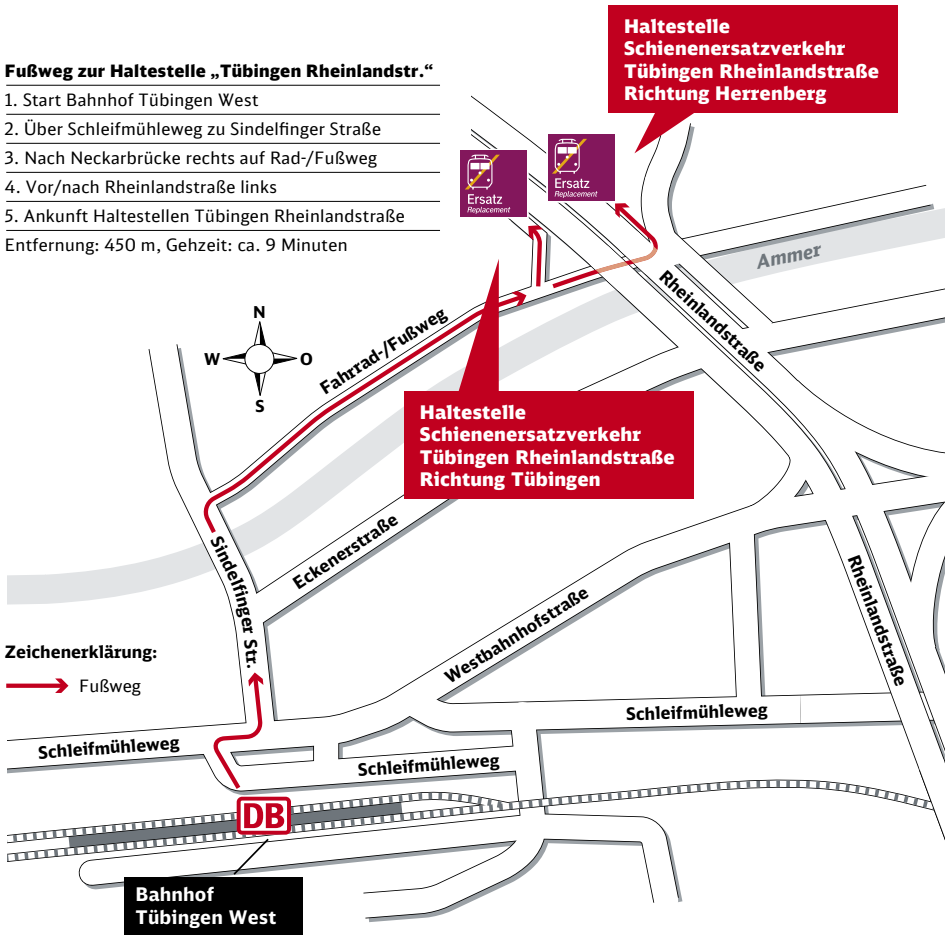 Fußweg zur Haltestelle „Tübingen Rheinlandstr.“
1. Start Bahnhof Tübingen West
2. Über Schleifmühleweg zu Sindelfinger Straße
3. Nach Neckarbrücke rechts auf Rad-/Fußweg
4. Vor/nach Rheinlandstraße links
5. Ankunft Haltestellen Tübingen Rheinlandstraße
Entfernung: 450 m, Gehzeit: ca. 9 Minuten
Haltestelle
Schienenersatzverkehr
Tübingen Rheinlandstraße
Richtung Herrenberg
Ersatz
Replacement
Ersatz
Replacement
Ammer
N
W
O
S
Fahrrad-/Fußweg
Rheinlandstraße
Haltestelle
Schienenersatzverkehr
Tübingen Rheinlandstraße
Richtung Tübingen
Sindelfinger Str.
Eckenerstraße
Westbahnhofstraße
Rheinlandstraße
Zeichenerklärung:
Fußweg
Schleifmühleweg
Schleifmühleweg
Schleifmühleweg
DB
Bahnhof
Tübingen West